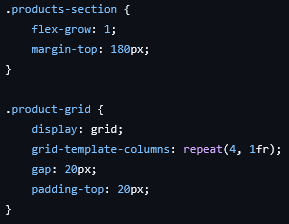 .products-section {
    flex-grow: 1;
    margin-top: 180px;
}

.product-grid {
    display: grid;
    grid-template-columns: repeat(4, 1fr);
    gap: 20px;
    padding-top: 20px;
}